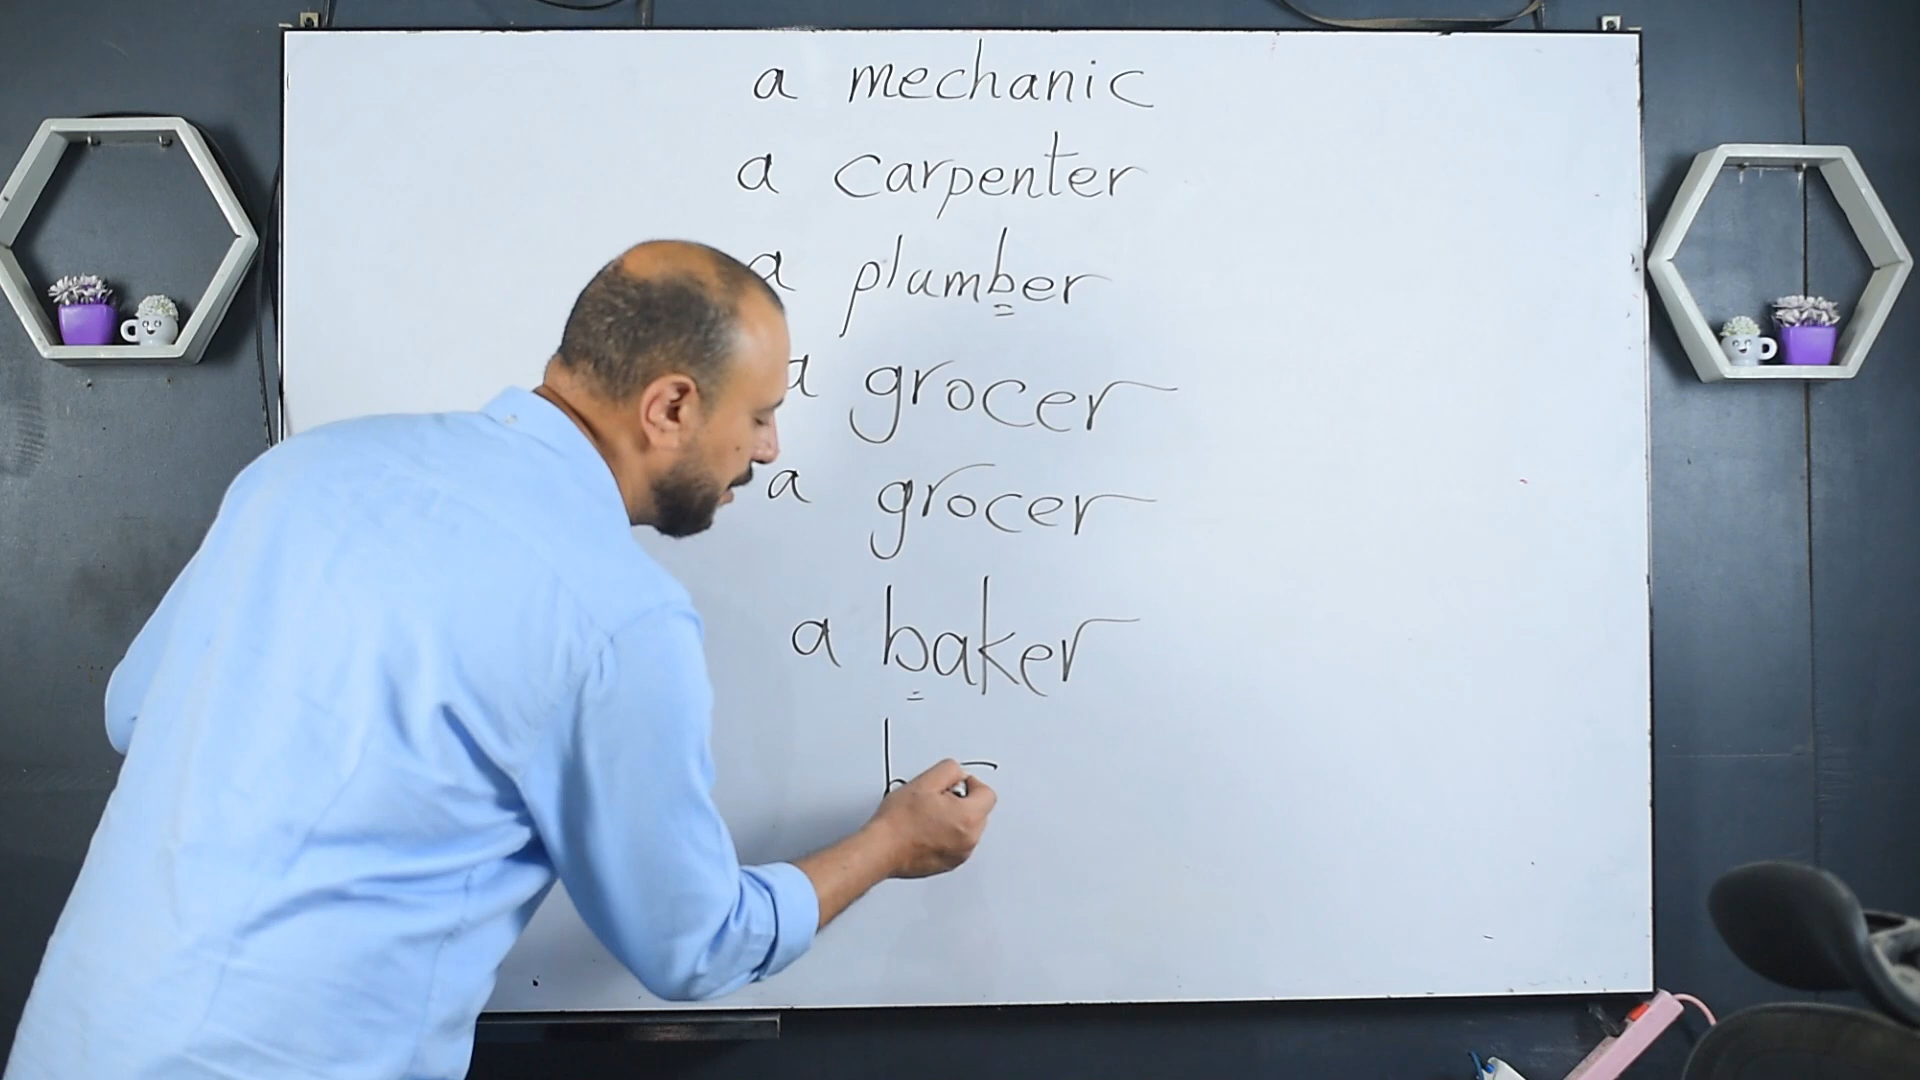 a mechanic
a carpenter
a plumber
a grocer
a grocer
a baker